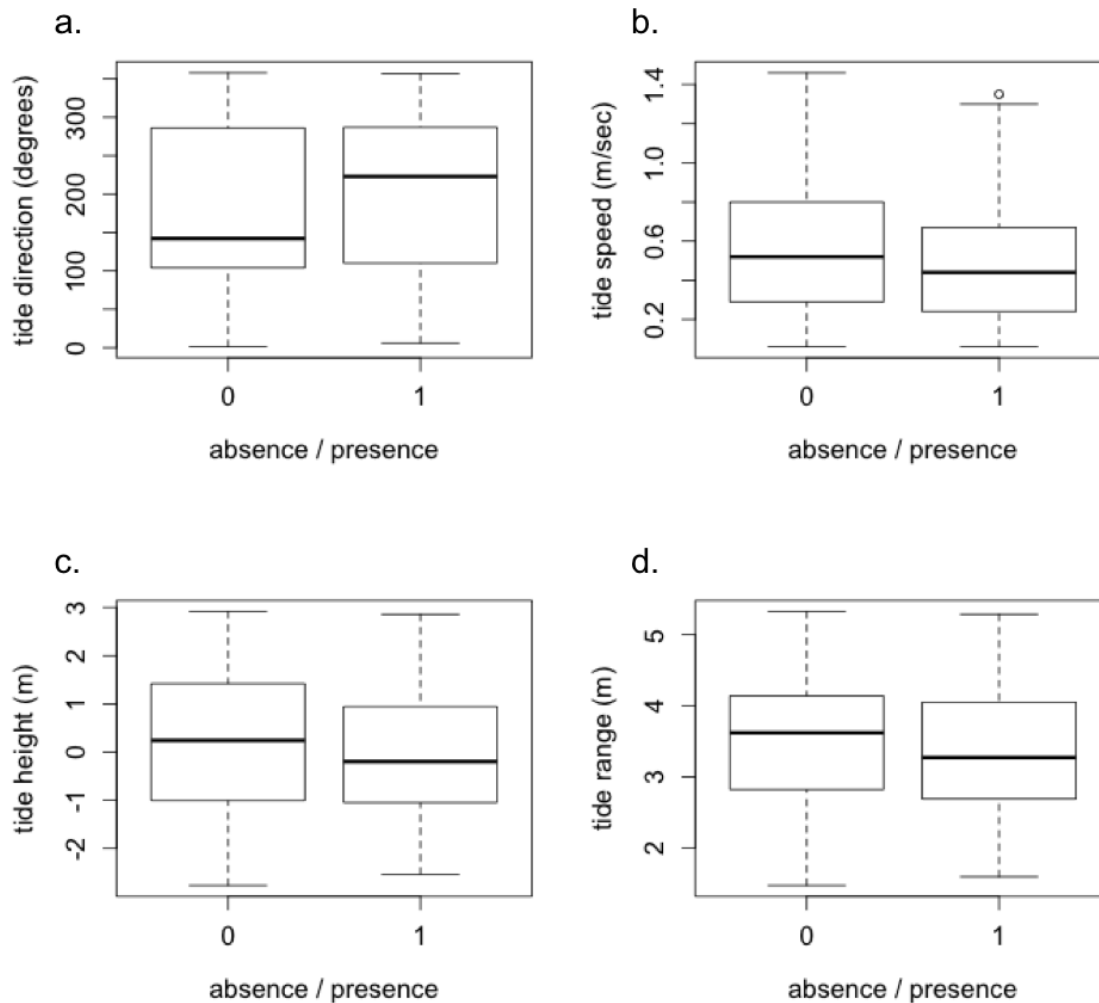 a.
tide direction (degrees)
300
200
100
0
0 1
absence / presence
b.
tide speed (m/sec)
1.4
1.0
0.6
0.2
0 1
absence / presence
c.
tide height (m)
3
2
1
0
-1
-2
0 1
absence / presence
d.
tide range (m)
5
4
3
2
0 1
absence / presence